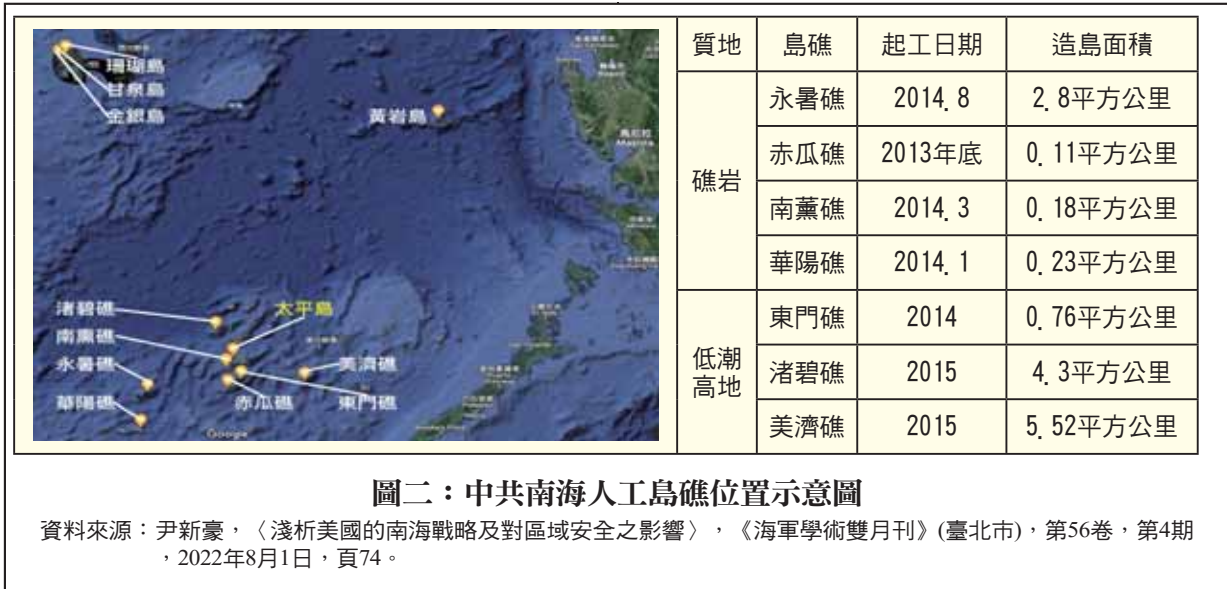 珊瑚島
甘泉島
金銀島
黃岩島
馬尼拉
渚碧礁
太平島
南薰礁
永暑礁
美濟礁
華陽礁
赤瓜礁
東門礁
Google
質地 島礁 起工日期 造島面積
礁岩
永暑礁 2014.8 2.8平方公里
赤瓜礁 2013年底 0.11平方公里
南薰礁 2014.3 0.18平方公里
華陽礁 2014.1 0.23平方公里
低潮
高地
東門礁 2014 0.76平方公里
渚碧礁 2015 4.3平方公里
美濟礁 2015 5.52平方公里
圖二：中共南海人工島礁位置示意圖
資料來源：尹新豪，〈淺析美國的南海戰略及對區域安全之影響〉，《海軍學術雙月刊》(臺北市)，第56卷，第4期
，2022年8月1日，頁74。